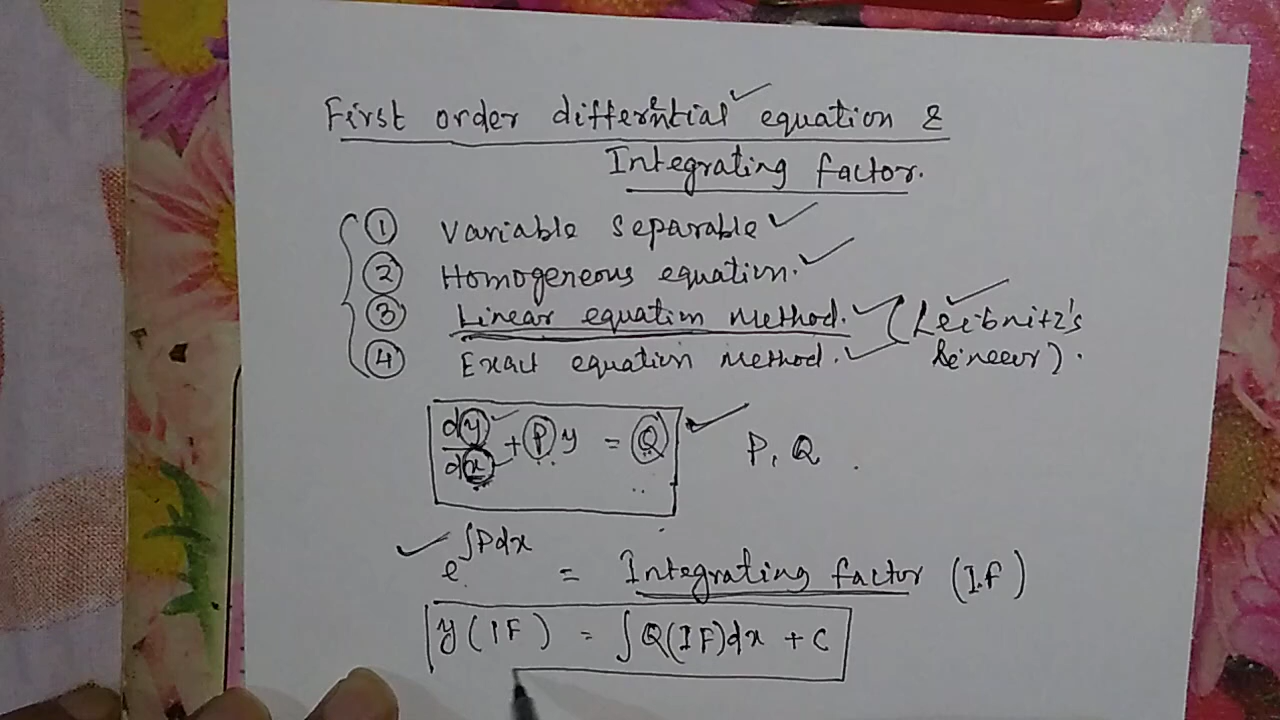 First order differential equation &
Integrating factor.
① Variable separable ✓
② Homogeneous equation. ✓
③ Linear equation method. ✓ (Leibnitz's
④ Exact equation method. ✓ linear).
dy/dx + Py = Q P, Q
e^∫Pdx = Integrating factor (I.F)
y(IF) = ∫Q(IF)dx + C